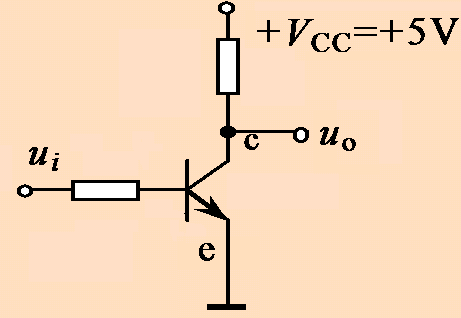 +V_CC=+5V
c
u_o
u_i
e